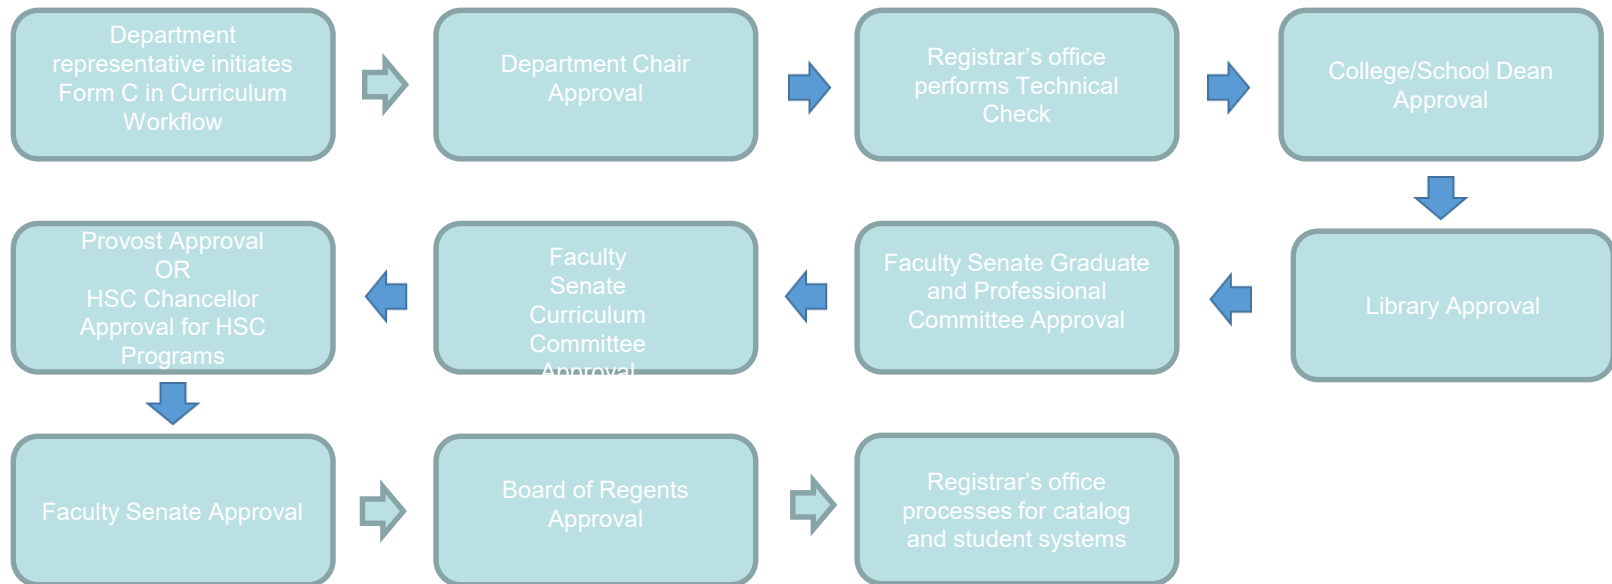 Department
representative initiates
Form C in Curriculum
Workflow
Department Chair
Approval
Registrar’s office
performs Technical
Check
College/School Dean
Approval
Provost Approval
OR
HSC Chancellor
Approval for HSC
Programs
Faculty
Senate
Curriculum
Committee
Approval
Faculty Senate Graduate
and Professional
Committee Approval
Library Approval
Faculty Senate Approval
Board of Regents
Approval
Registrar’s office
processes for catalog
and student systems